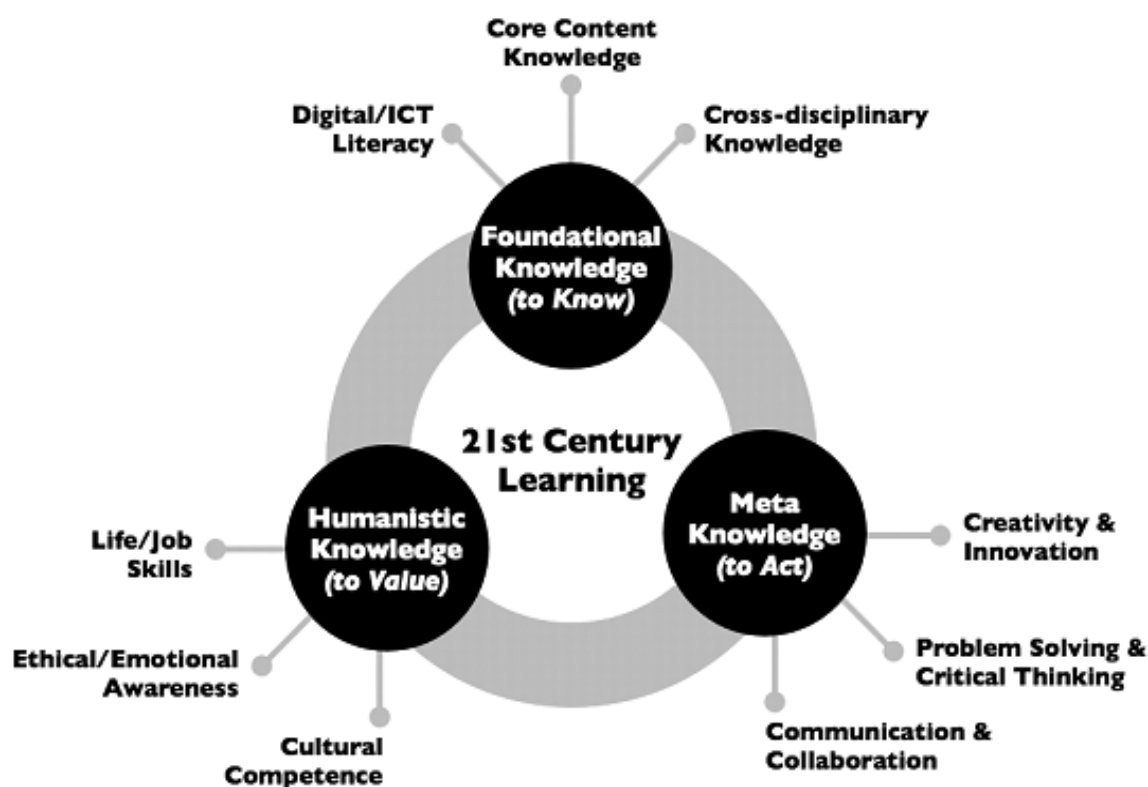 Core Content
Knowledge
Digital/ICT
Literacy
Cross-disciplinary
Knowledge
Foundational
Knowledge
(to Know)
21st Century
Learning
Humanistic
Knowledge
(to Value)
Meta
Knowledge
(to Act)
Life/Job
Skills
Ethical/Emotional
Awareness
Cultural
Competence
Creativity &
Innovation
Problem Solving &
Critical Thinking
Communication &
Collaboration